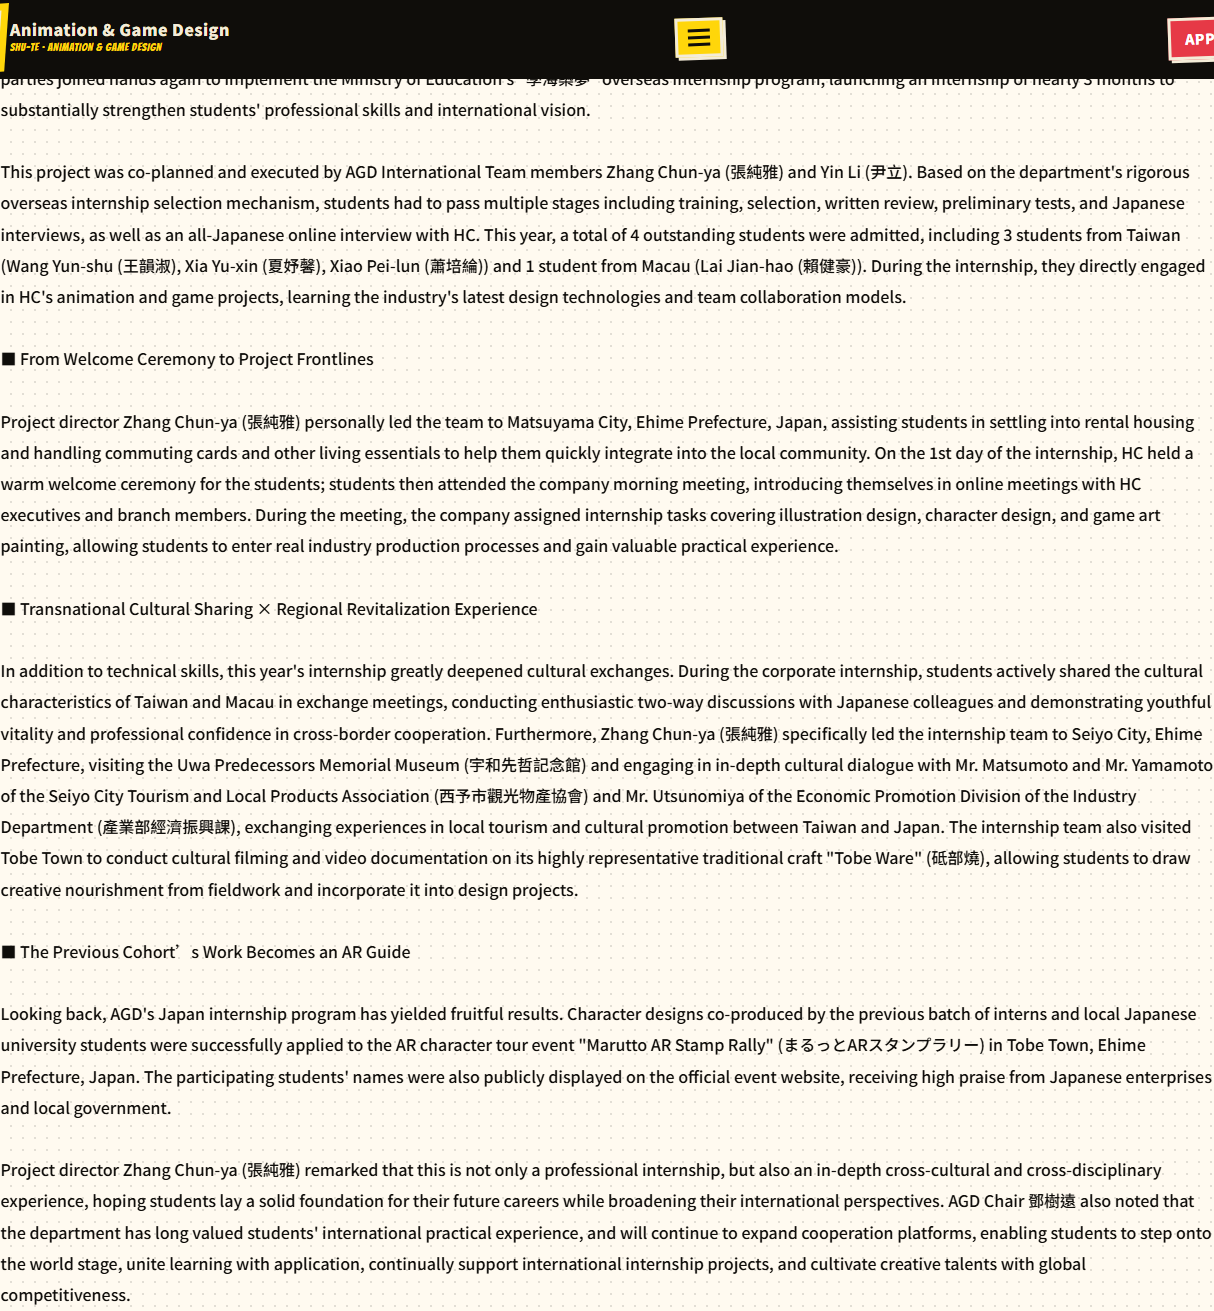 Animation & Game Design
SHU-TE · ANIMATION & GAME DESIGN
APP
parties joined hands again to implement the Ministry of Education's "學海築夢" overseas internship program, launching an internship of nearly 3 months to
substantially strengthen students' professional skills and international vision.
This project was co-planned and executed by AGD International Team members Zhang Chun-ya (張純雅) and Yin Li (尹立). Based on the department's rigorous
overseas internship selection mechanism, students had to pass multiple stages including training, selection, written review, preliminary tests, and Japanese
interviews, as well as an all-Japanese online interview with HC. This year, a total of 4 outstanding students were admitted, including 3 students from Taiwan
(Wang Yun-shu (王韻淑), Xia Yu-xin (夏妤馨), Xiao Pei-lun (蕭培綸)) and 1 student from Macau (Lai Jian-hao (賴健豪)). During the internship, they directly engaged
in HC's animation and game projects, learning the industry's latest design technologies and team collaboration models.
■ From Welcome Ceremony to Project Frontlines
Project director Zhang Chun-ya (張純雅) personally led the team to Matsuyama City, Ehime Prefecture, Japan, assisting students in settling into rental housing
and handling commuting cards and other living essentials to help them quickly integrate into the local community. On the 1st day of the internship, HC held a
warm welcome ceremony for the students; students then attended the company morning meeting, introducing themselves in online meetings with HC
executives and branch members. During the meeting, the company assigned internship tasks covering illustration design, character design, and game art
painting, allowing students to enter real industry production processes and gain valuable practical experience.
■ Transnational Cultural Sharing × Regional Revitalization Experience
In addition to technical skills, this year's internship greatly deepened cultural exchanges. During the corporate internship, students actively shared the cultural
characteristics of Taiwan and Macau in exchange meetings, conducting enthusiastic two-way discussions with Japanese colleagues and demonstrating youthful
vitality and professional confidence in cross-border cooperation. Furthermore, Zhang Chun-ya (張純雅) specifically led the internship team to Seiyo City, Ehime
Prefecture, visiting the Uwa Predecessors Memorial Museum (宇和先哲記念館) and engaging in in-depth cultural dialogue with Mr. Matsumoto and Mr. Yamamoto
of the Seiyo City Tourism and Local Products Association (西予市觀光物產協會) and Mr. Utsunomiya of the Economic Promotion Division of the Industry
Department (產業部經濟振興課), exchanging experiences in local tourism and cultural promotion between Taiwan and Japan. The internship team also visited
Tobe Town to conduct cultural filming and video documentation on its highly representative traditional craft "Tobe Ware" (砥部燒), allowing students to draw
creative nourishment from fieldwork and incorporate it into design projects.
■ The Previous Cohort’s Work Becomes an AR Guide
Looking back, AGD's Japan internship program has yielded fruitful results. Character designs co-produced by the previous batch of interns and local Japanese
university students were successfully applied to the AR character tour event "Marutto AR Stamp Rally" (まるっとARスタンプラリー) in Tobe Town, Ehime
Prefecture, Japan. The participating students' names were also publicly displayed on the official event website, receiving high praise from Japanese enterprises
and local government.
Project director Zhang Chun-ya (張純雅) remarked that this is not only a professional internship, but also an in-depth cross-cultural and cross-disciplinary
experience, hoping students lay a solid foundation for their future careers while broadening their international perspectives. AGD Chair 鄧樹遠 also noted that
the department has long valued students' international practical experience, and will continue to expand cooperation platforms, enabling students to step onto
the world stage, unite learning with application, continually support international internship projects, and cultivate creative talents with global
competitiveness.